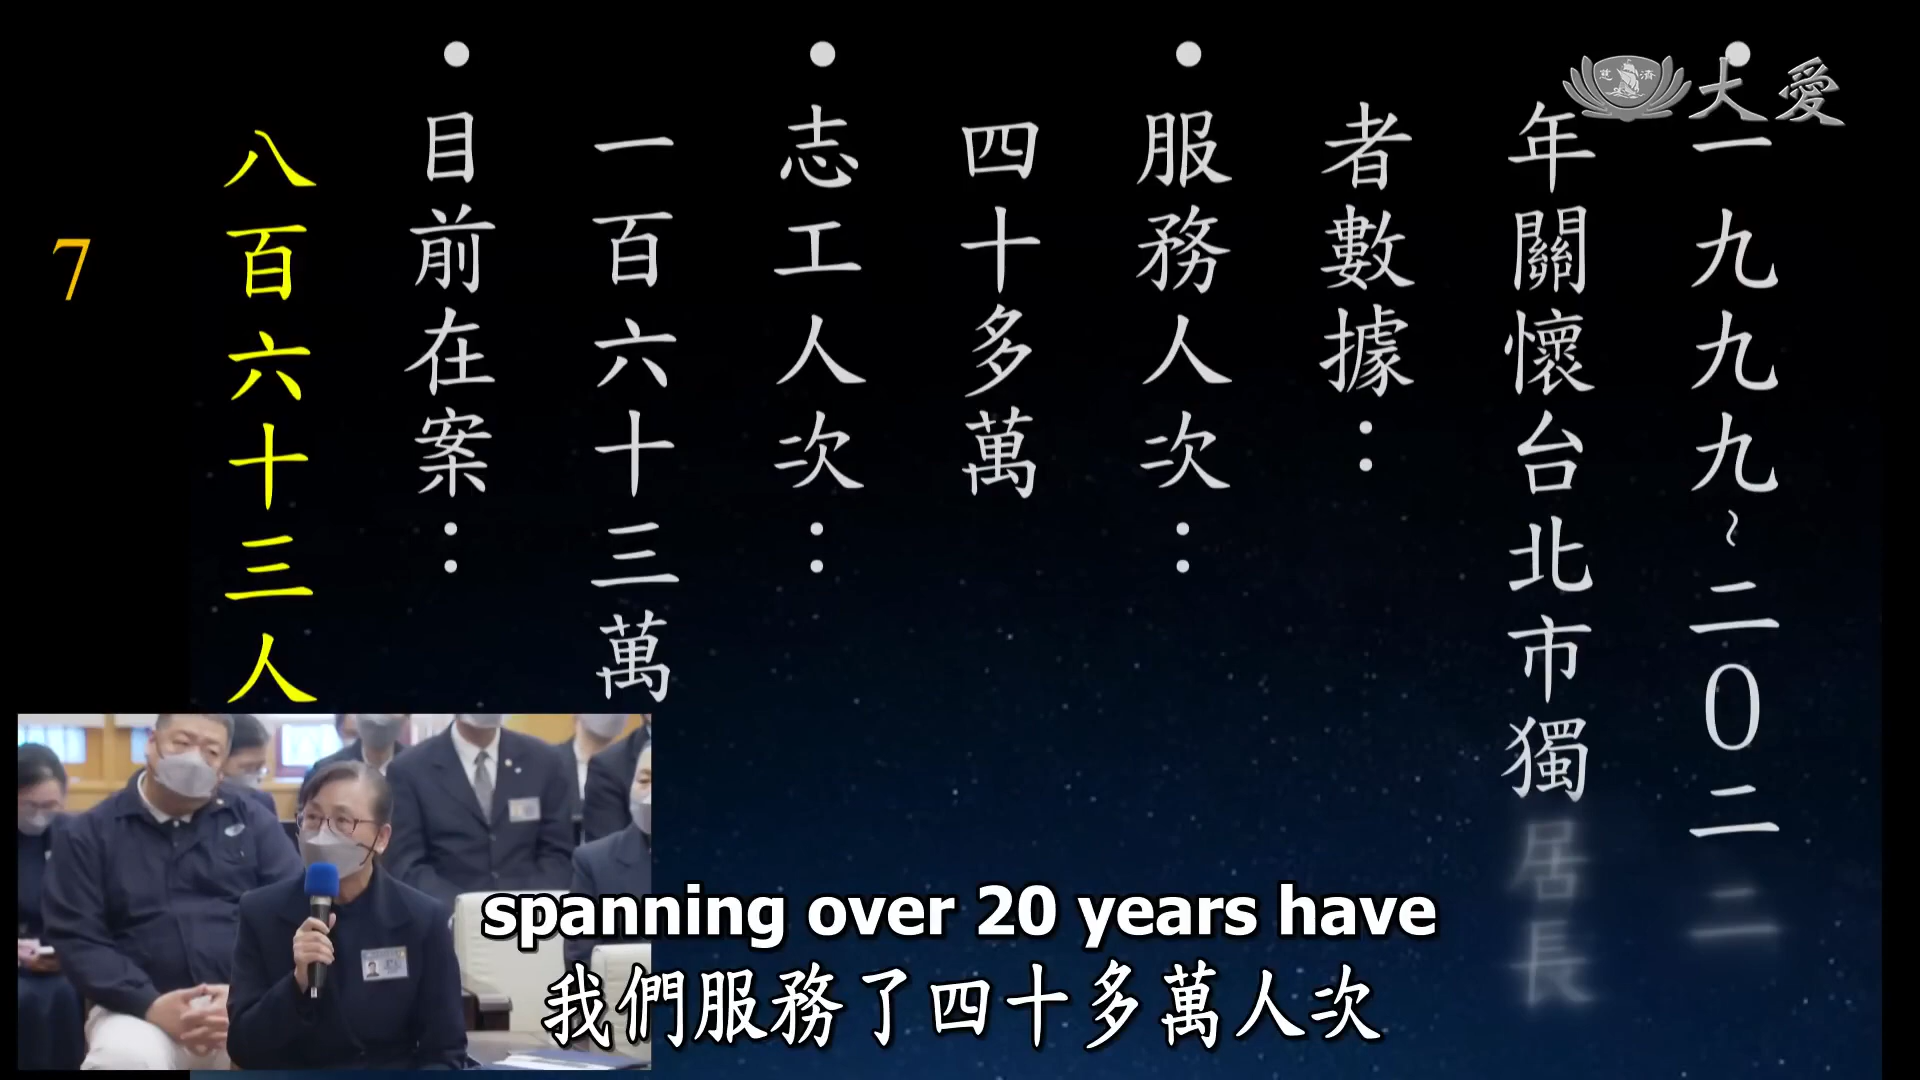 一九九九~二〇二二
年關懷台北市獨居長
者數據：
服務人次：
四十多萬
志工人次：
一百六十三萬
目前在案：
八百六十三人
7
慈濟
大愛
spanning over 20 years have
我們服務了四十多萬人次